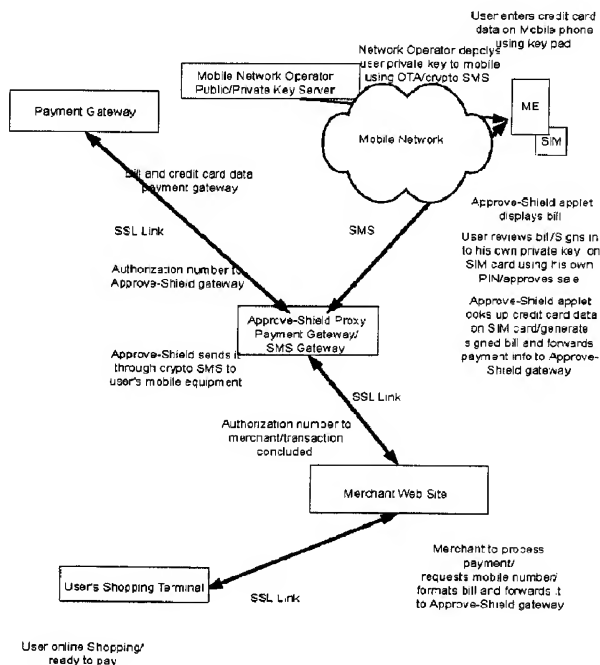 User enters credit card
data on Mobile phone
using key pad
Network Operator deplcys
user private key to mobile
using OTA/crypto SMS
Mobile Network Operator
Public/Private Key Server
Payment Gateway
ME
SIM
Mobile Network
Bill and credit card data
payment gateway
SSL Link
SMS
Approve-Shield applet
displays bill
User reviews bill/Signs in
to his own private key on
SIM card using his own
PIN/approves sale
Authorization number to
Approve-Shield gateway
Approve-Shield applet
ooks up credit card data
on SIM card/generate
signed bill and forwards
payment info to Approve-
Shield gateway
Approve-Shield Proxy
Payment Gateway/
SMS Gateway
Approve-Shield sends it
through crypto SMS to
user's mobile equipment
SSL Link
Authorization number to
merchant/transaction
concluded
Merchant Web Site
Merchant to process
payment/
requests mobile number/
formats bill and forwards it
to Approve-Shield gateway
User's Shopping Terminal
SSL Link
User online Shopping/
ready to pay